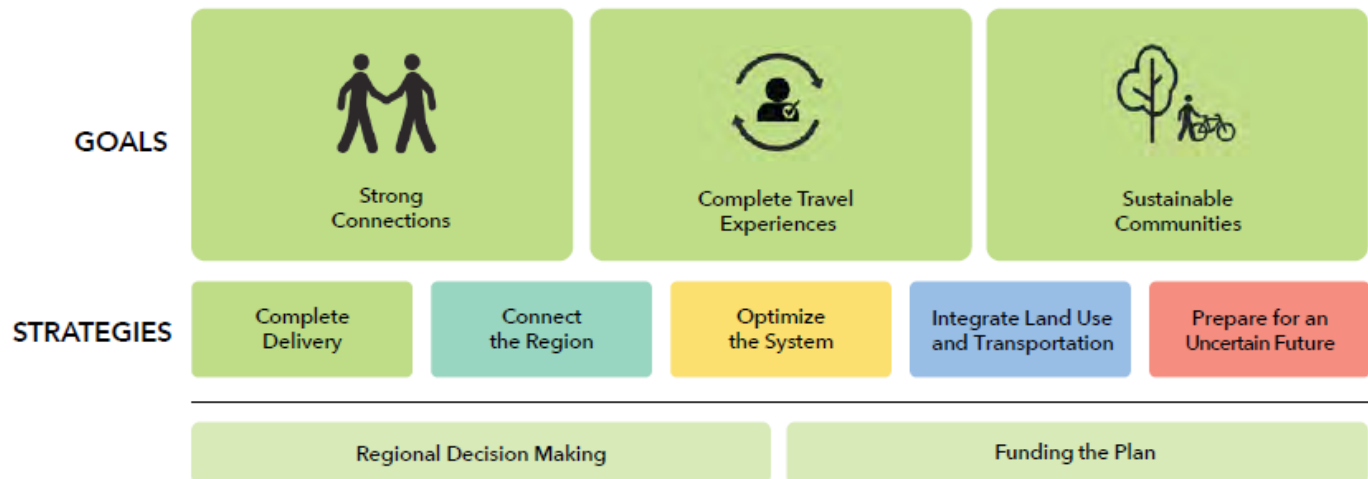 GOALS
Strong
Connections
Complete Travel
Experiences
Sustainable
Communities
STRATEGIES
Complete
Delivery
Connect
the Region
Optimize
the System
Integrate Land Use
and Transportation
Prepare for an
Uncertain Future
Regional Decision Making
Funding the Plan